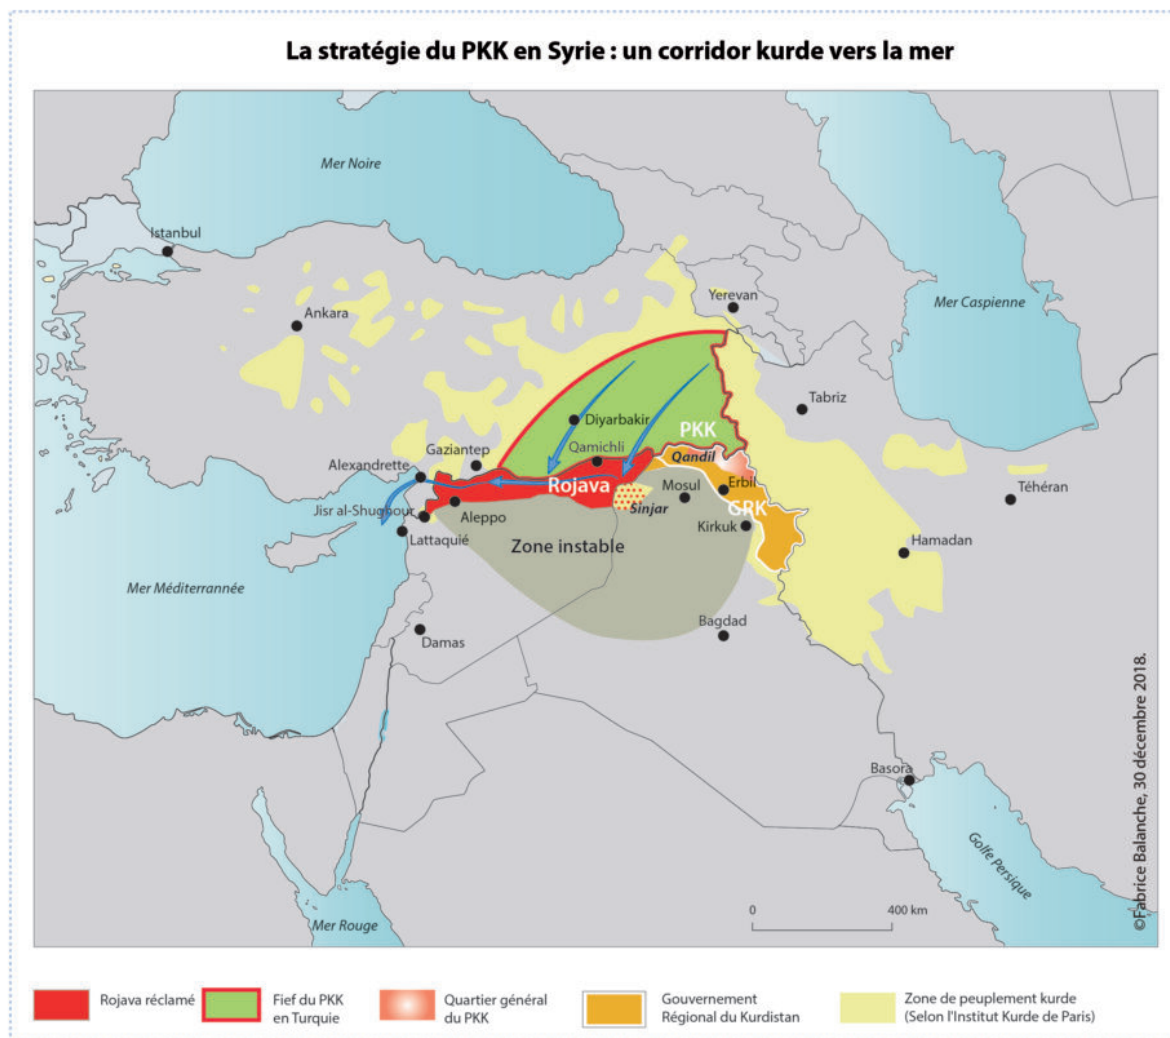 La stratégie du PKK en Syrie : un corridor kurde vers la mer
Mer Noire
Istanbul
Ankara
Yerevan
Mer Caspienne
Tabriz
Diyarbakir
PKK
Gaziantep
Qamichli
Qandil
Alexandrette
Rojava
Mosul
Erbil
Téhéran
Jisr al-Shughour
Aleppo
Sinjar
GRK
Kirkuk
Lattaquié
Zone instable
Hamadan
Mer Méditerrannée
Damas
Bagdad
Basora
Golfe Persique
Mer Rouge
0 400 km
©Fabrice Balanche, 30 décembre 2018.
Rojava réclamé
Fief du PKK
en Turquie
Quartier général
du PKK
Gouvernement
Régional du Kurdistan
Zone de peuplement kurde
(Selon l'Institut Kurde de Paris)